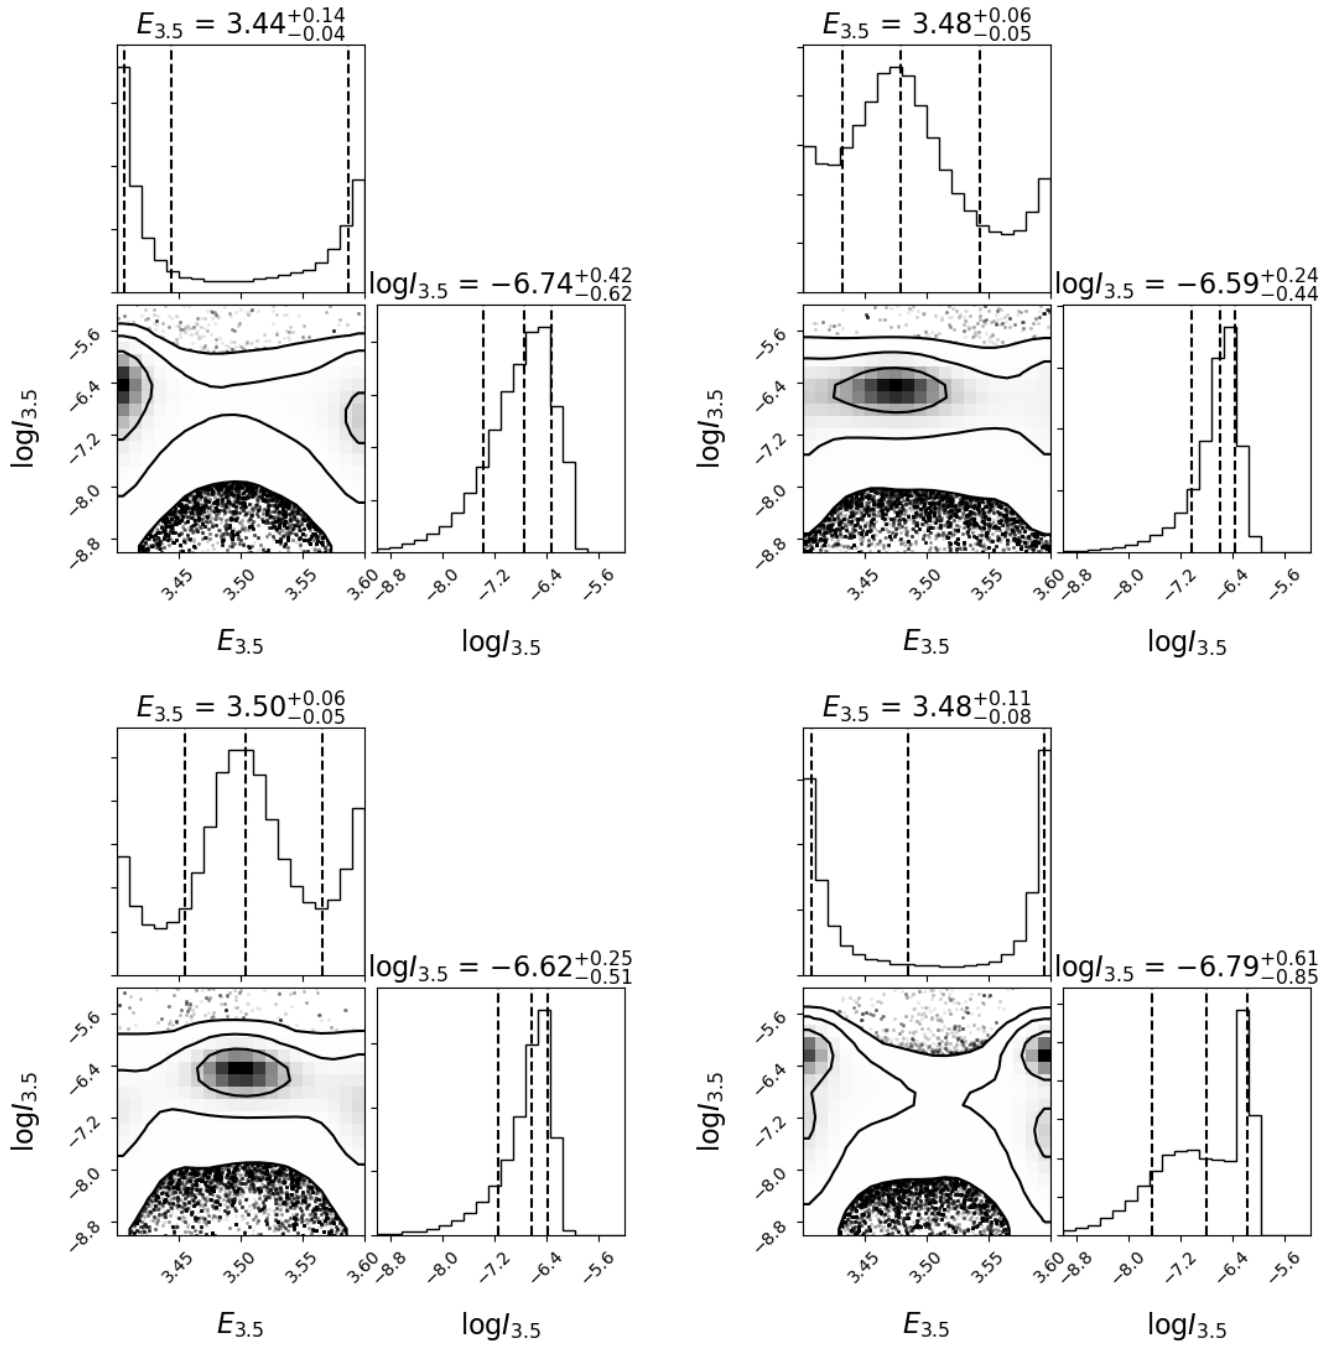 E3.5 = 3.44+0.14−0.04
E3.5 = 3.48+0.06−0.05
logI3.5 = −6.74+0.42−0.62
logI3.5 = −6.59+0.24−0.44
logI3.5
−5.6
−6.4
−7.2
−8.0
−8.8
logI3.5
−5.6
−6.4
−7.2
−8.0
−8.8
3.45 3.50 3.55 3.60
−8.8 −8.0 −7.2 −6.4 −5.6
3.45 3.50 3.55 3.60
−8.8 −8.0 −7.2 −6.4 −5.6
E3.5
logI3.5
E3.5
logI3.5
E3.5 = 3.50+0.06−0.05
E3.5 = 3.48+0.11−0.08
logI3.5 = −6.62+0.25−0.51
logI3.5 = −6.79+0.61−0.85
logI3.5
−5.6
−6.4
−7.2
−8.0
−8.8
logI3.5
−5.6
−6.4
−7.2
−8.0
−8.8
3.45 3.50 3.55 3.60
−8.8 −8.0 −7.2 −6.4 −5.6
3.45 3.50 3.55 3.60
−8.8 −8.0 −7.2 −6.4 −5.6
E3.5
logI3.5
E3.5
logI3.5